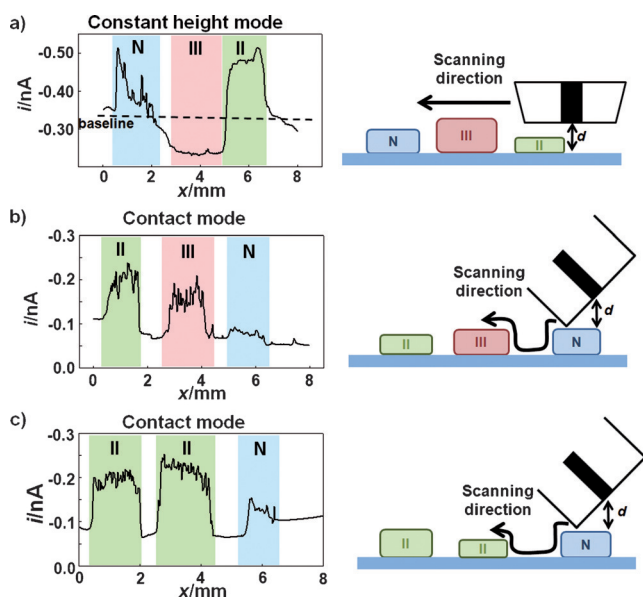 a)
Constant height mode
i/nA
-0.50
-0.40
-0.30
N
III
II
baseline
0
2
4
6
8
x/mm
Scanning
direction
N
III
II
d
b)
Contact mode
i/nA
-0.3
-0.2
-0.1
0.0
II
III
N
0
2
4
6
8
x/mm
Scanning
direction
II
III
N
d
c)
Contact mode
i/nA
-0.3
-0.2
-0.1
-0.0
II
II
N
0
2
4
6
8
x/mm
Scanning
direction
II
II
N
d